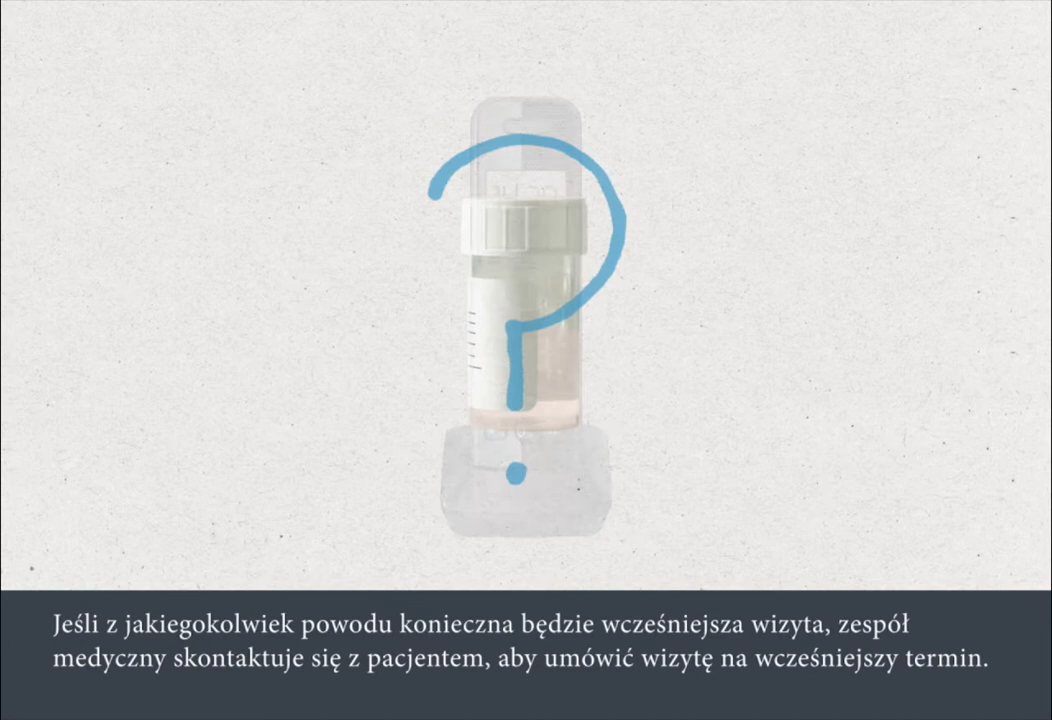 Jeśli z jakiegokolwiek powodu konieczna będzie wcześniejsza wizyta, zespół
medyczny skontaktuje się z pacjentem, aby umówić wizytę na wcześniejszy termin.